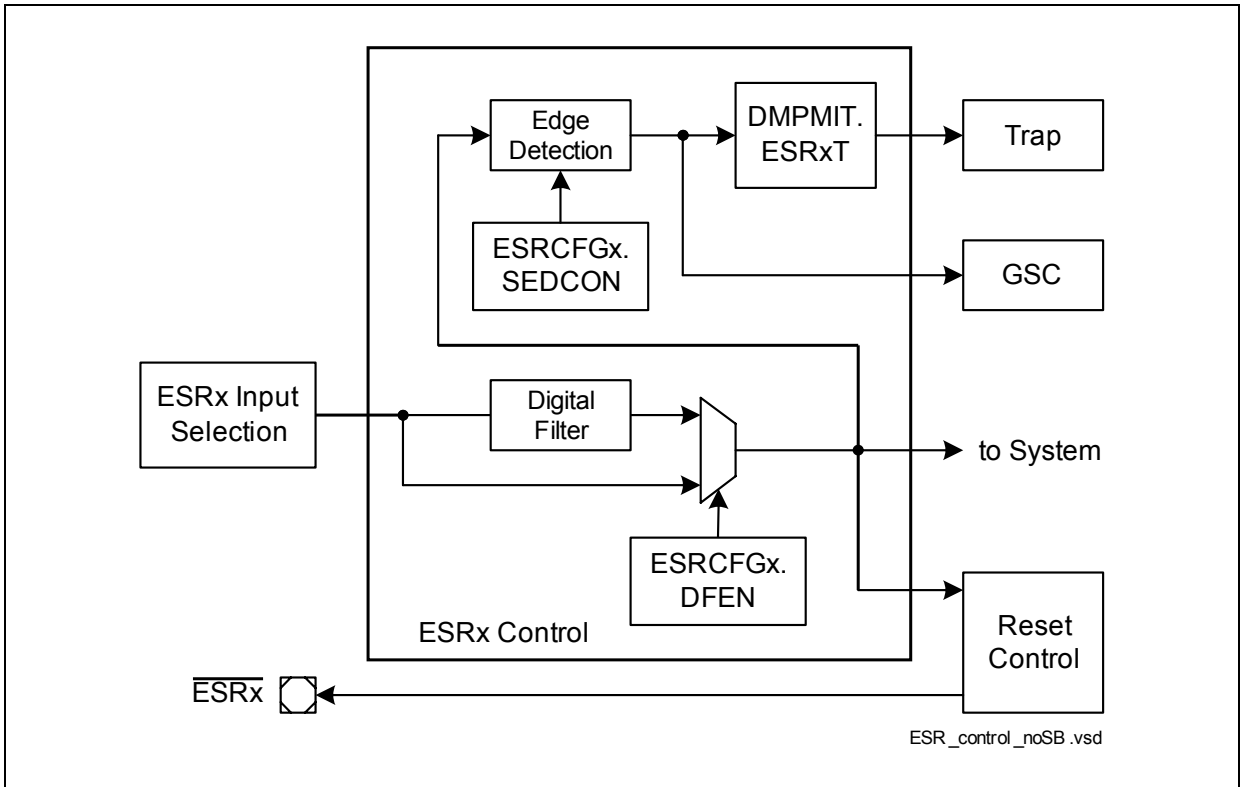 Edge
Detection
DMPMIT.
ESRxT
Trap
ESRCFGx.
SEDCON
GSC
ESRx Input
Selection
Digital
Filter
to System
ESRCFGx.
DFEN
ESRx Control
Reset
Control
ESRx
ESR_control_noSB.vsd